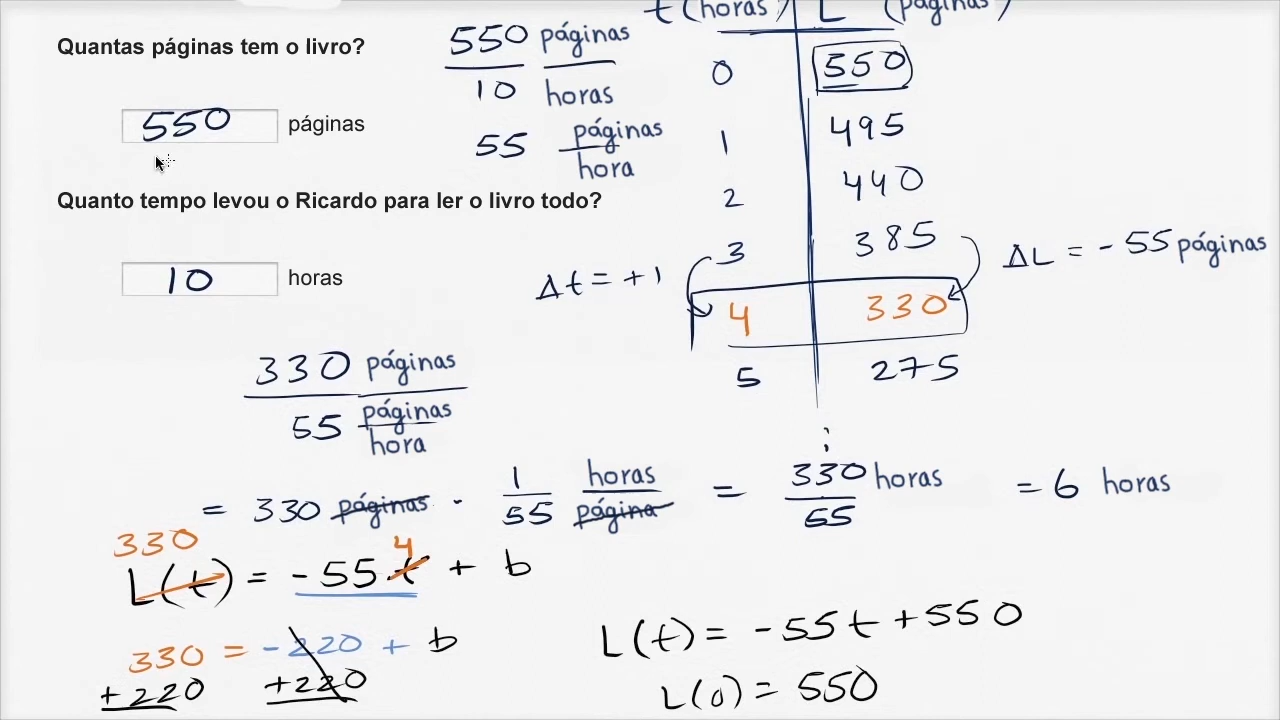 t (horas) L (páginas)
Quantas páginas tem o livro?
550 páginas
550 páginas
10 horas
55 páginas
hora
0 550
1 495
2 440
3 385
4 330
5 275
⋮
Δt = +1
ΔL = -55 páginas
Quanto tempo levou o Ricardo para ler o livro todo?
10 horas
330 páginas
55 páginas
hora
= 330 páginas · 1 horas = 330 horas = 6 horas
55 página 55
330 4
L(t) = -55 t + b
330 = -220 + b
+220 +220
L(t) = -55t + 550
L(0) = 550